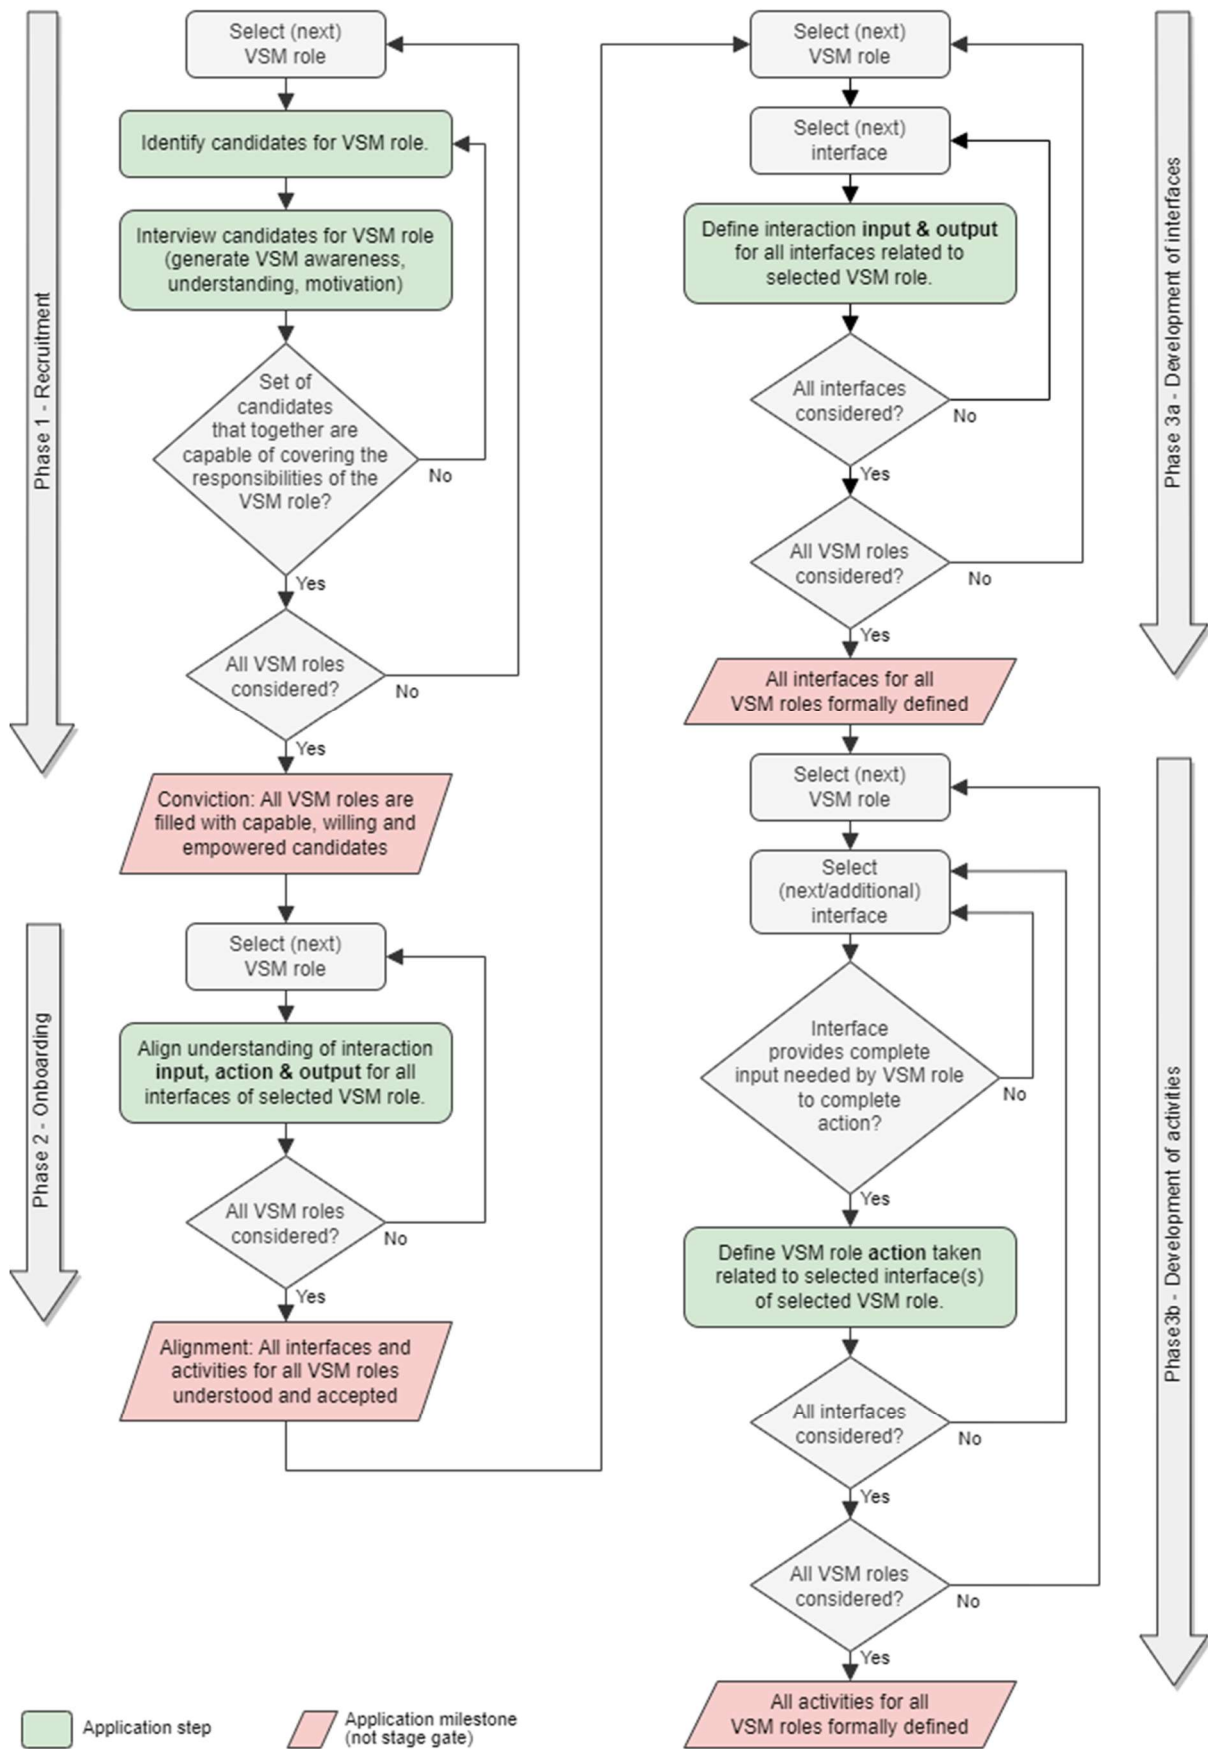 Phase 1 - Recruitment
Select (next)
VSM role
Identify candidates for VSM role.
Interview candidates for VSM role
(generate VSM awareness,
understanding, motivation)
Set of
candidates
that together are
capable of covering the
responsibilities of the
VSM role?
No
Yes
All VSM roles
considered?
No
Yes
Conviction: All VSM roles are
filled with capable, willing and
empowered candidates
Phase 2 - Onboarding
Select (next)
VSM role
Align understanding of interaction
input, action & output for all
interfaces of selected VSM role.
All VSM roles
considered?
No
Yes
Alignment: All interfaces and
activities for all VSM roles
understood and accepted
Phase 3a - Development of interfaces
Select (next)
VSM role
Select (next)
interface
Define interaction input & output
for all interfaces related to
selected VSM role.
All interfaces
considered?
No
Yes
All VSM roles
considered?
No
Yes
All interfaces for all
VSM roles formally defined
Phase3b - Development of activities
Select (next)
VSM role
Select
(next/additional)
interface
Interface
provides complete
input needed by VSM role
to complete
action?
No
Yes
Define VSM role action taken
related to selected interface(s)
of selected VSM role.
All interfaces
considered?
No
Yes
All VSM roles
considered?
No
Yes
All activities for all
VSM roles formally defined
Application step
Application milestone
(not stage gate)